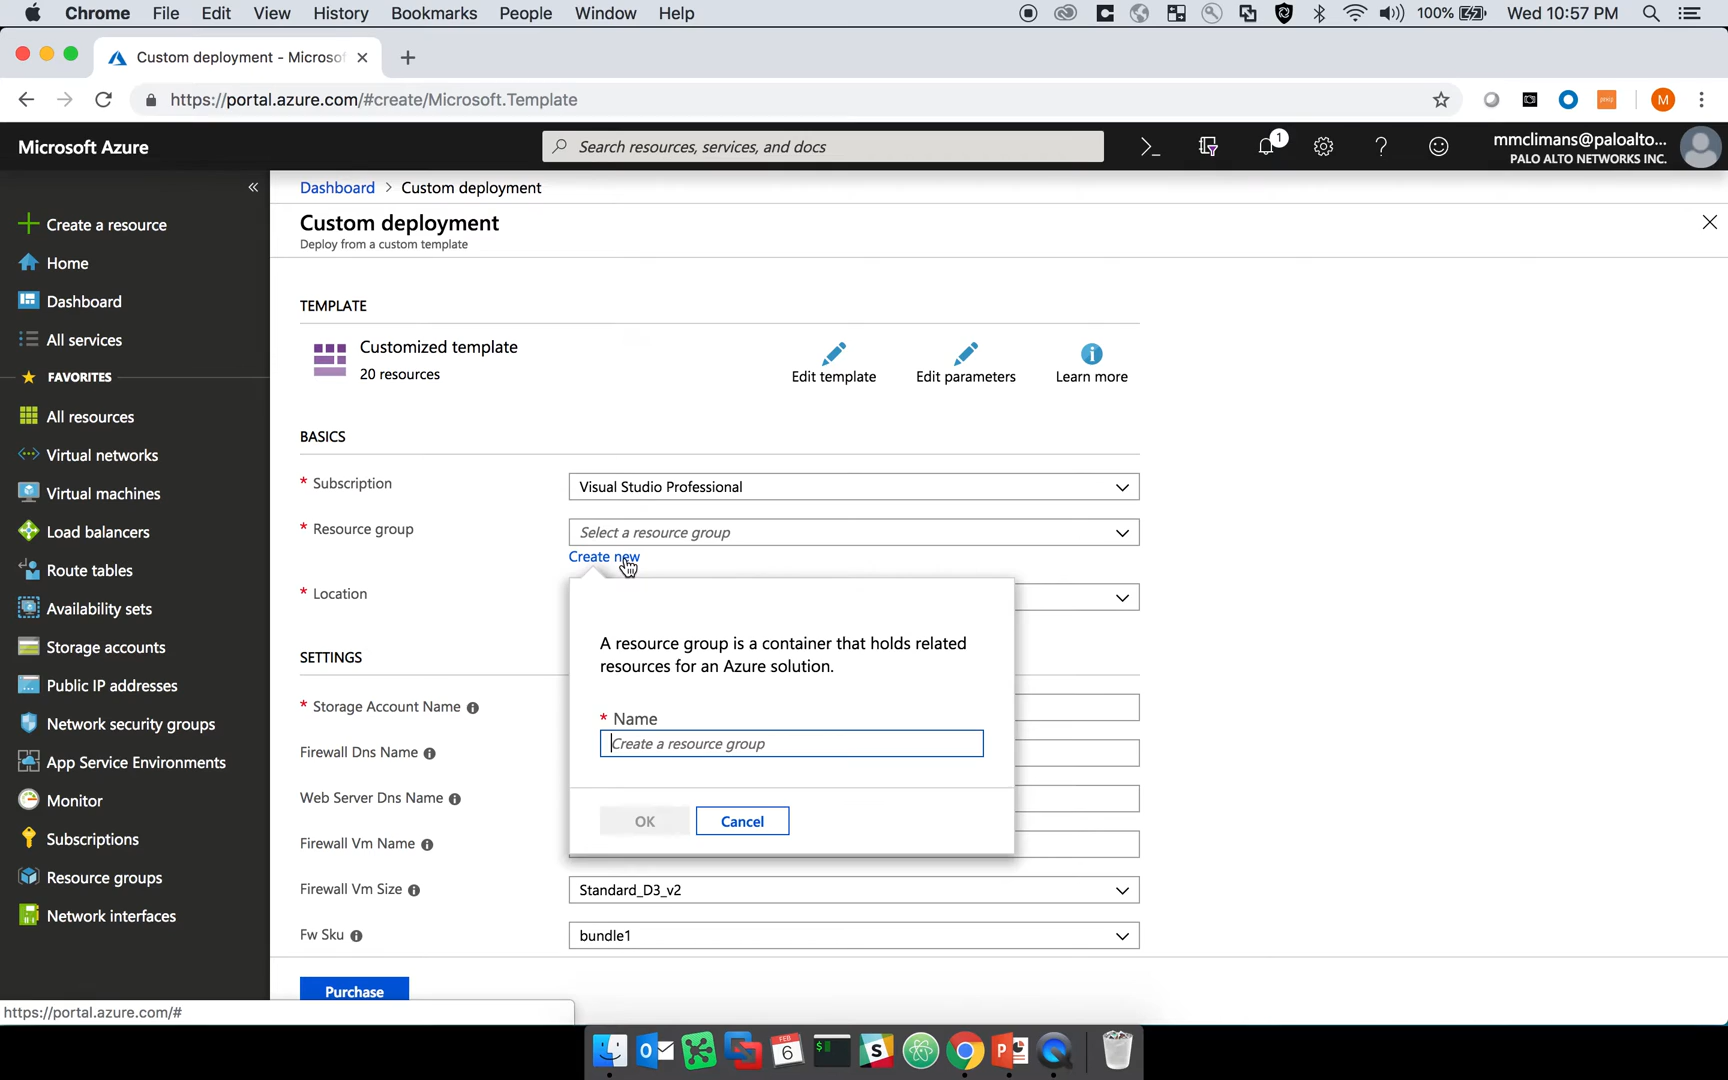 Chrome File Edit View History Bookmarks People Window Help 100% Wed 10:57 PM
Custom deployment - Microso
https://portal.azure.com/#create/Microsoft.Template M
Microsoft Azure
Search resources, services, and docs
1
mmclimans@paloalto...
PALO ALTO NETWORKS INC.
Dashboard > Custom deployment
Custom deployment
Deploy from a custom template
Create a resource
Home
Dashboard
All services
FAVORITES
All resources
Virtual networks
Virtual machines
Load balancers
Route tables
Availability sets
Storage accounts
Public IP addresses
Network security groups
App Service Environments
Monitor
Subscriptions
Resource groups
Network interfaces
TEMPLATE
Customized template
20 resources
Edit template
Edit parameters
Learn more
BASICS
* Subscription
Visual Studio Professional
* Resource group
Select a resource group
Create new
* Location
A resource group is a container that holds related
resources for an Azure solution.
* Name
Create a resource group
OK
Cancel
SETTINGS
* Storage Account Name
Firewall Dns Name
Web Server Dns Name
Firewall Vm Name
Firewall Vm Size
Standard_D3_v2
Fw Sku
bundle1
Purchase
https://portal.azure.com/#
FEB
6